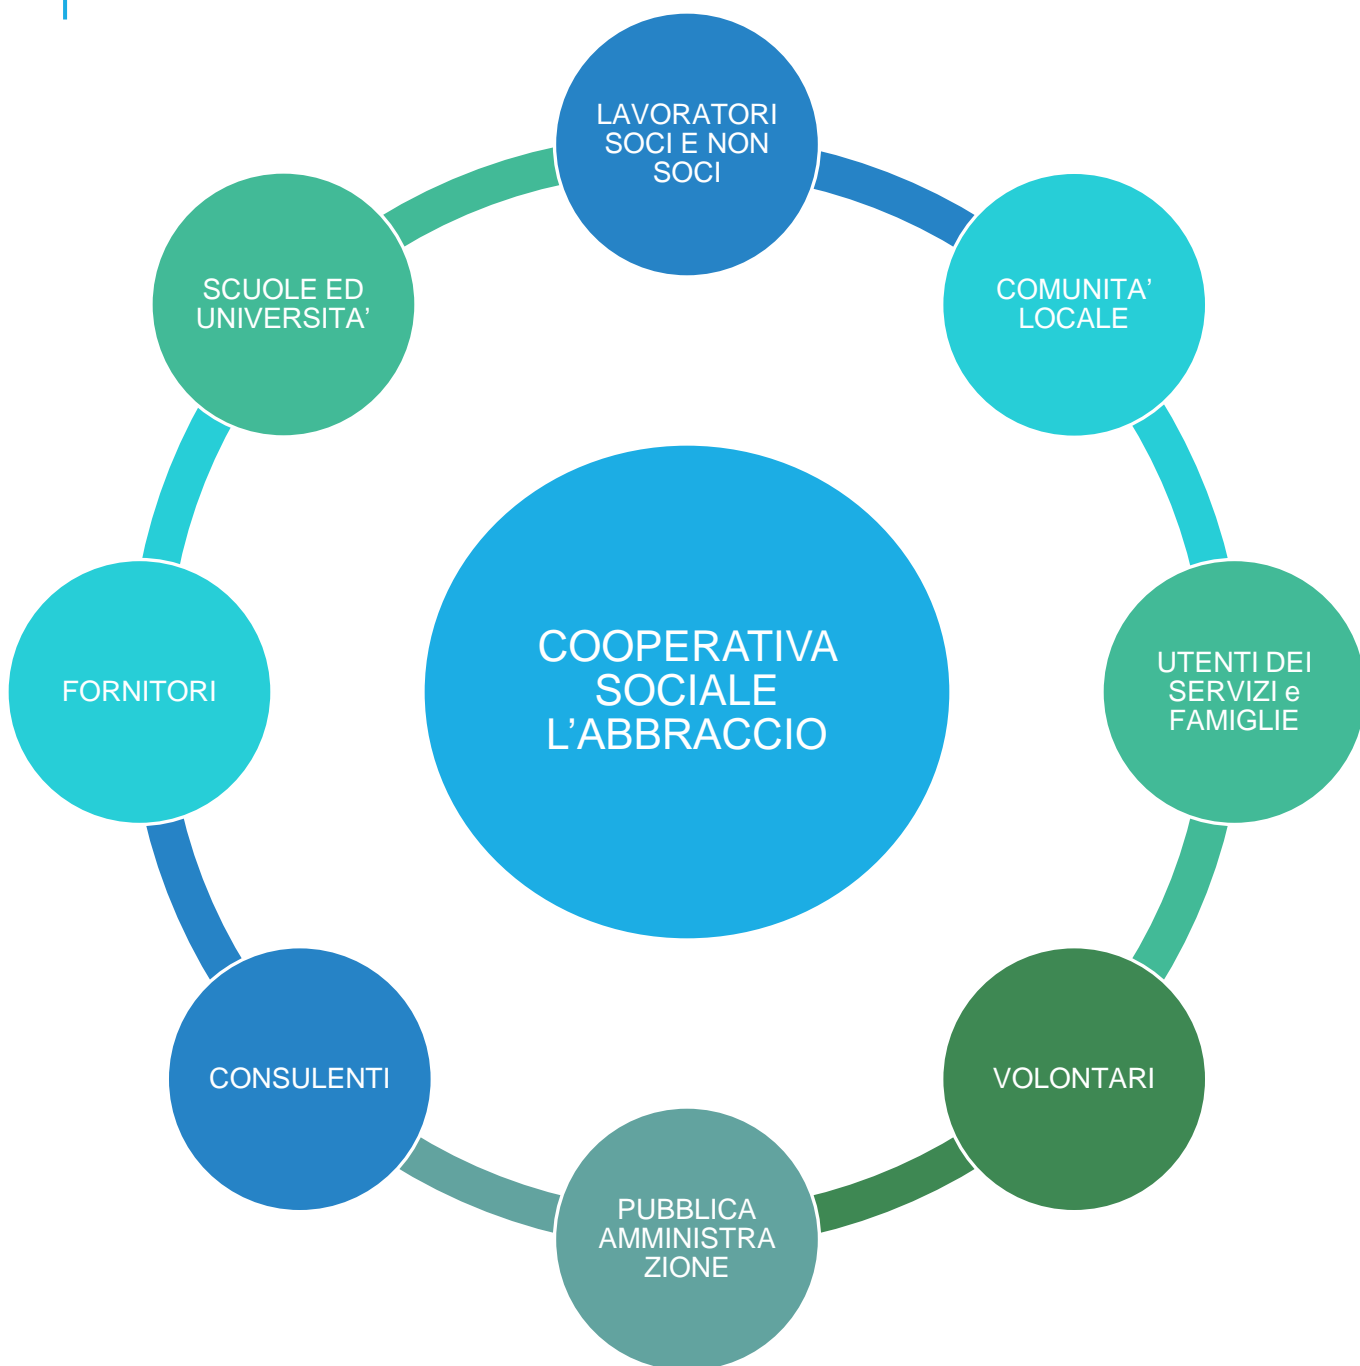 LAVORATORI
SOCI E NON
SOCI
COMUNITA’
LOCALE
UTENTI DEI
SERVIZI e
FAMIGLIE
VOLONTARI
PUBBLICA
AMMINISTRA
ZIONE
CONSULENTI
FORNITORI
SCUOLE ED
UNIVERSITA’
COOPERATIVA
SOCIALE
L’ABBRACCIO